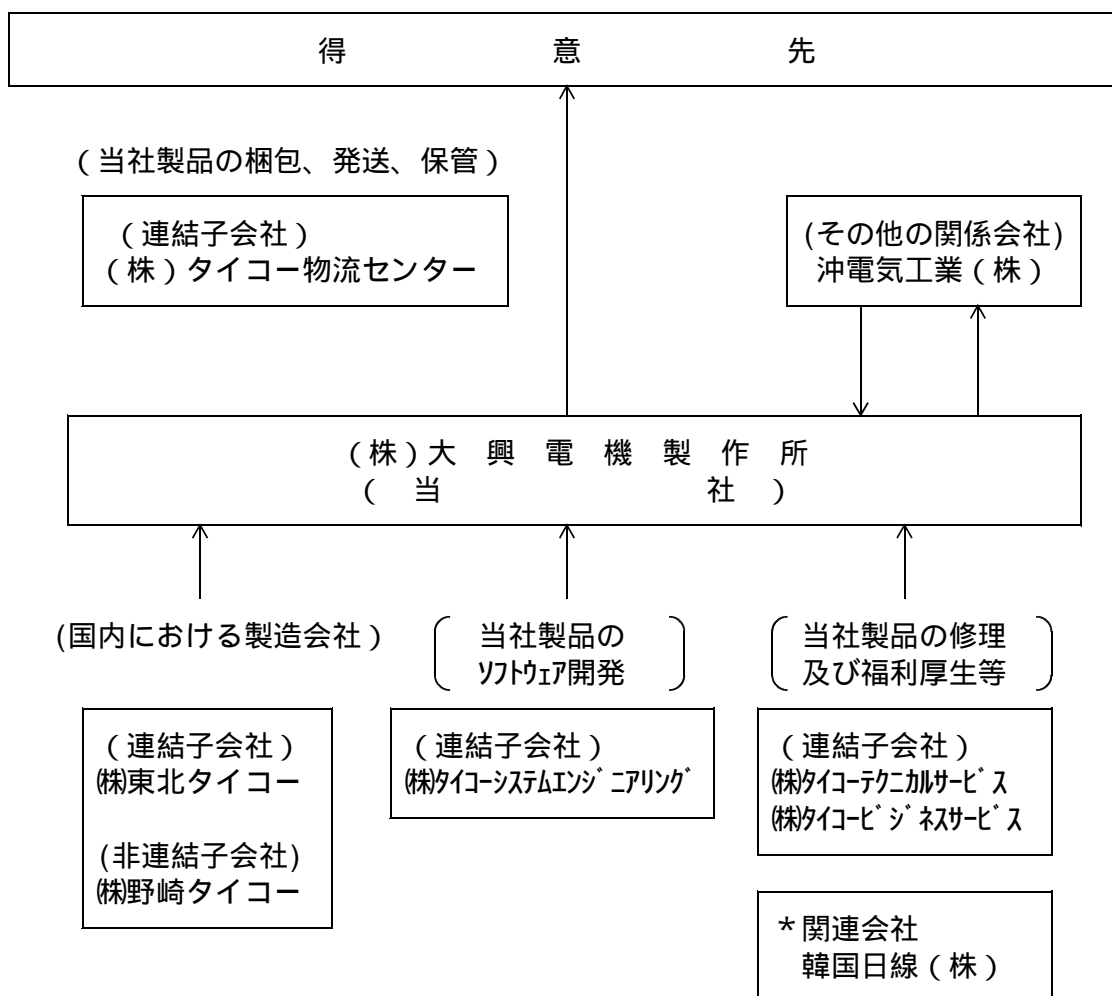 得 意 先
(当社製品の梱包、発送、保管)
(連結子会社)
(株)タイコー物流センター
(その他の関係会社)
沖電気工業(株)
(株)大 興 電 機 製 作 所
( 当 社 )
(国内における製造会社)
当社製品の
ソフトウェア開発
当社製品の修理
及び福利厚生等
(連結子会社)
㈱東北タイコー
(非連結子会社)
㈱野崎タイコー
(連結子会社)
㈱タイコーシステムエンジニアリング
(連結子会社)
㈱タイコーテクニカルサービス
㈱タイコービジネスサービス
*関連会社
韓国日線(株)